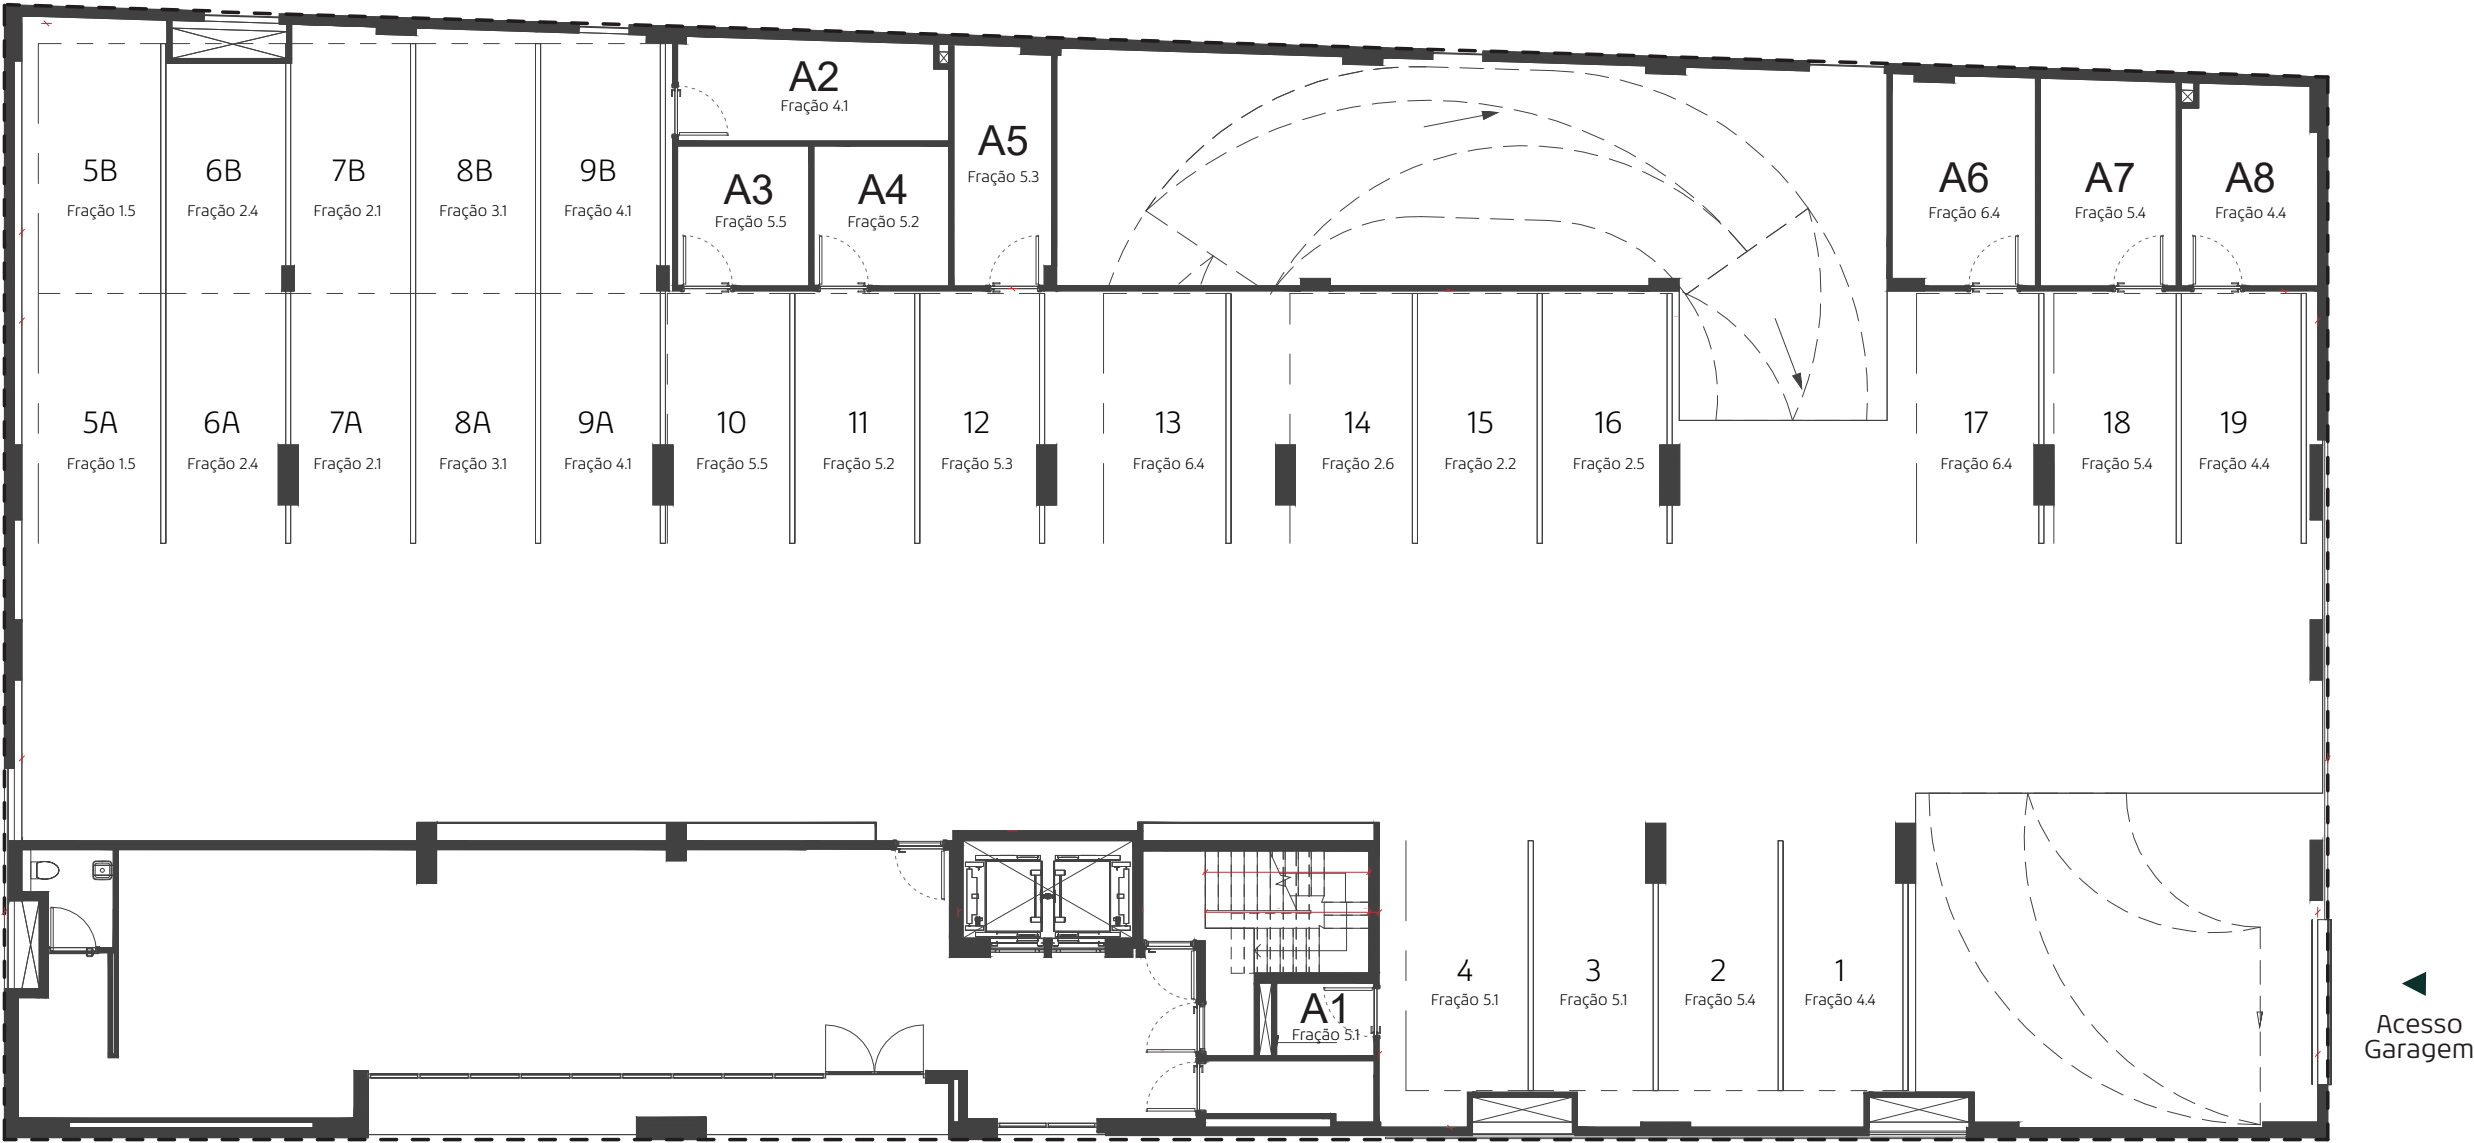 A2
Fração 4.1
A5
Fração 5.3
5B
Fração 1.5
6B
Fração 2.4
7B
Fração 2.1
8B
Fração 3.1
9B
Fração 4.1
A3
Fração 5.5
A4
Fração 5.2
A6
Fração 6.4
A7
Fração 5.4
A8
Fração 4.4
5A
Fração 1.5
6A
Fração 2.4
7A
Fração 2.1
8A
Fração 3.1
9A
Fração 4.1
10
Fração 5.5
11
Fração 5.2
12
Fração 5.3
13
Fração 6.4
14
Fração 2.6
15
Fração 2.2
16
Fração 2.5
17
Fração 6.4
18
Fração 5.4
19
Fração 4.4
4
Fração 5.1
3
Fração 5.1
2
Fração 5.4
1
Fração 4.4
A1
Fração 5.1
Acesso
Garagem